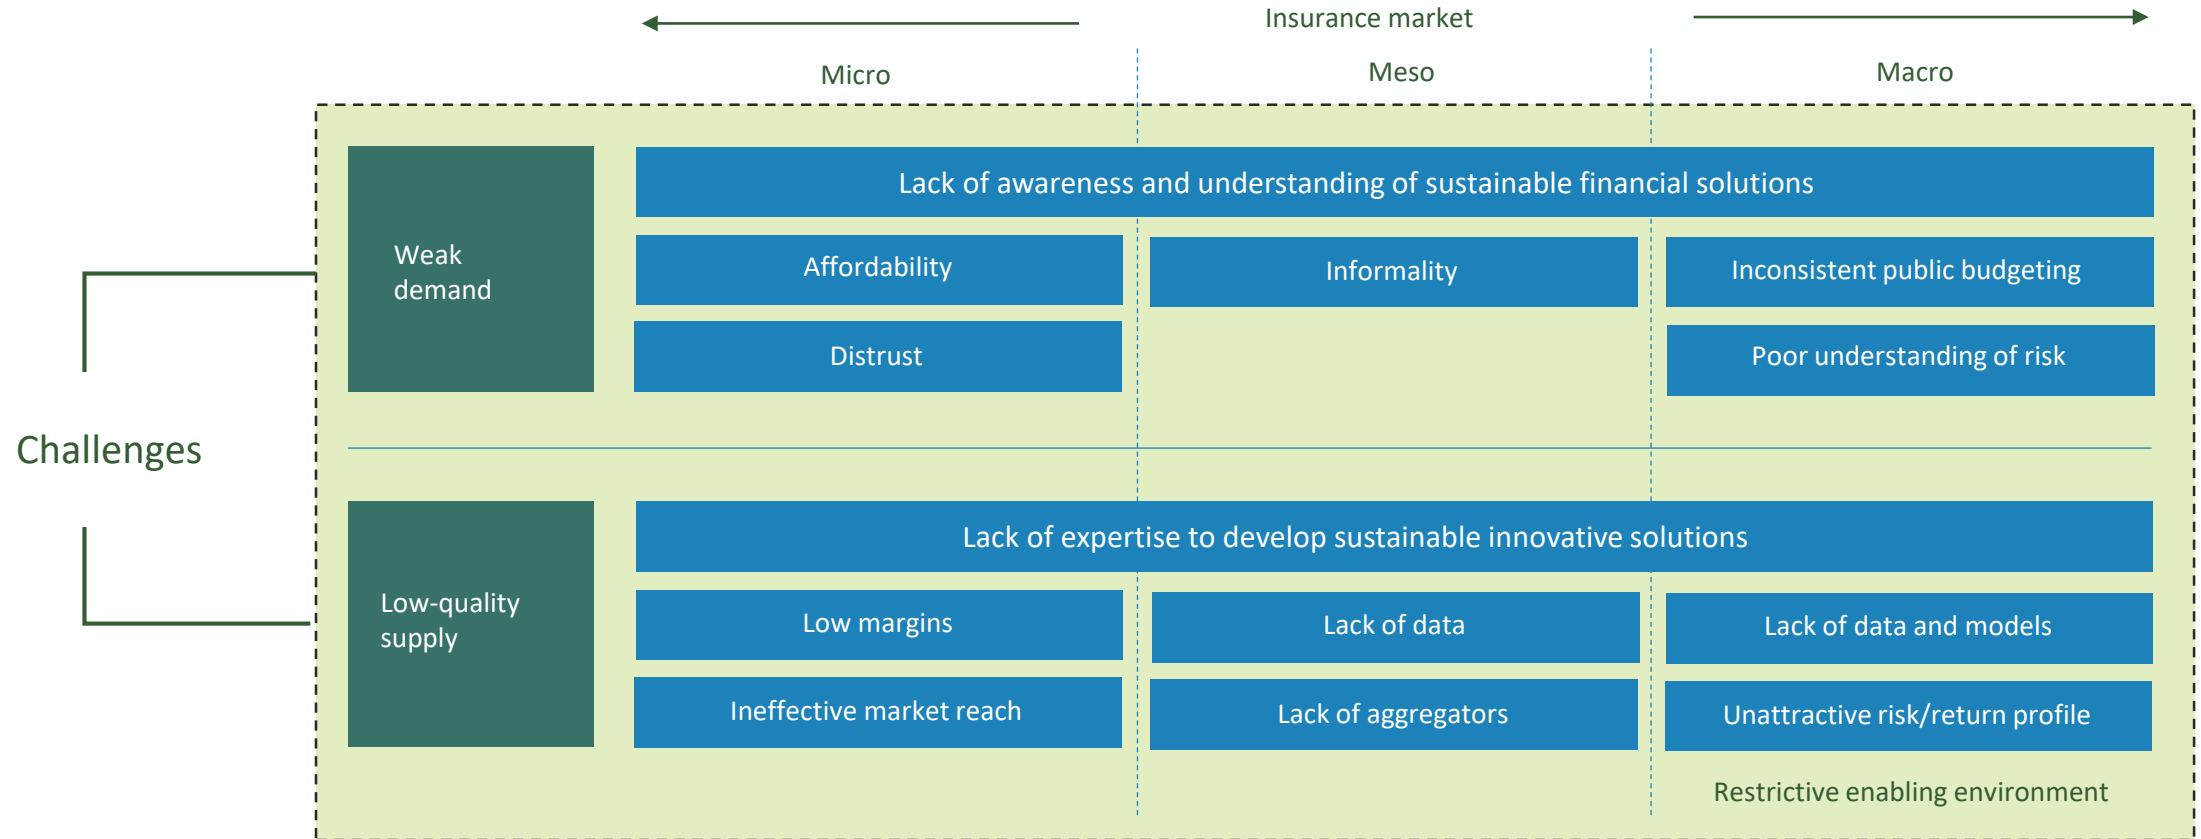 Insurance market
Micro
Meso
Macro
Lack of awareness and understanding of sustainable financial solutions
Weak
demand
Affordability
Informality
Inconsistent public budgeting
Distrust
Poor understanding of risk
Challenges
Lack of expertise to develop sustainable innovative solutions
Low-quality
supply
Low margins
Lack of data
Lack of data and models
Ineffective market reach
Lack of aggregators
Unattractive risk/return profile
Restrictive enabling environment